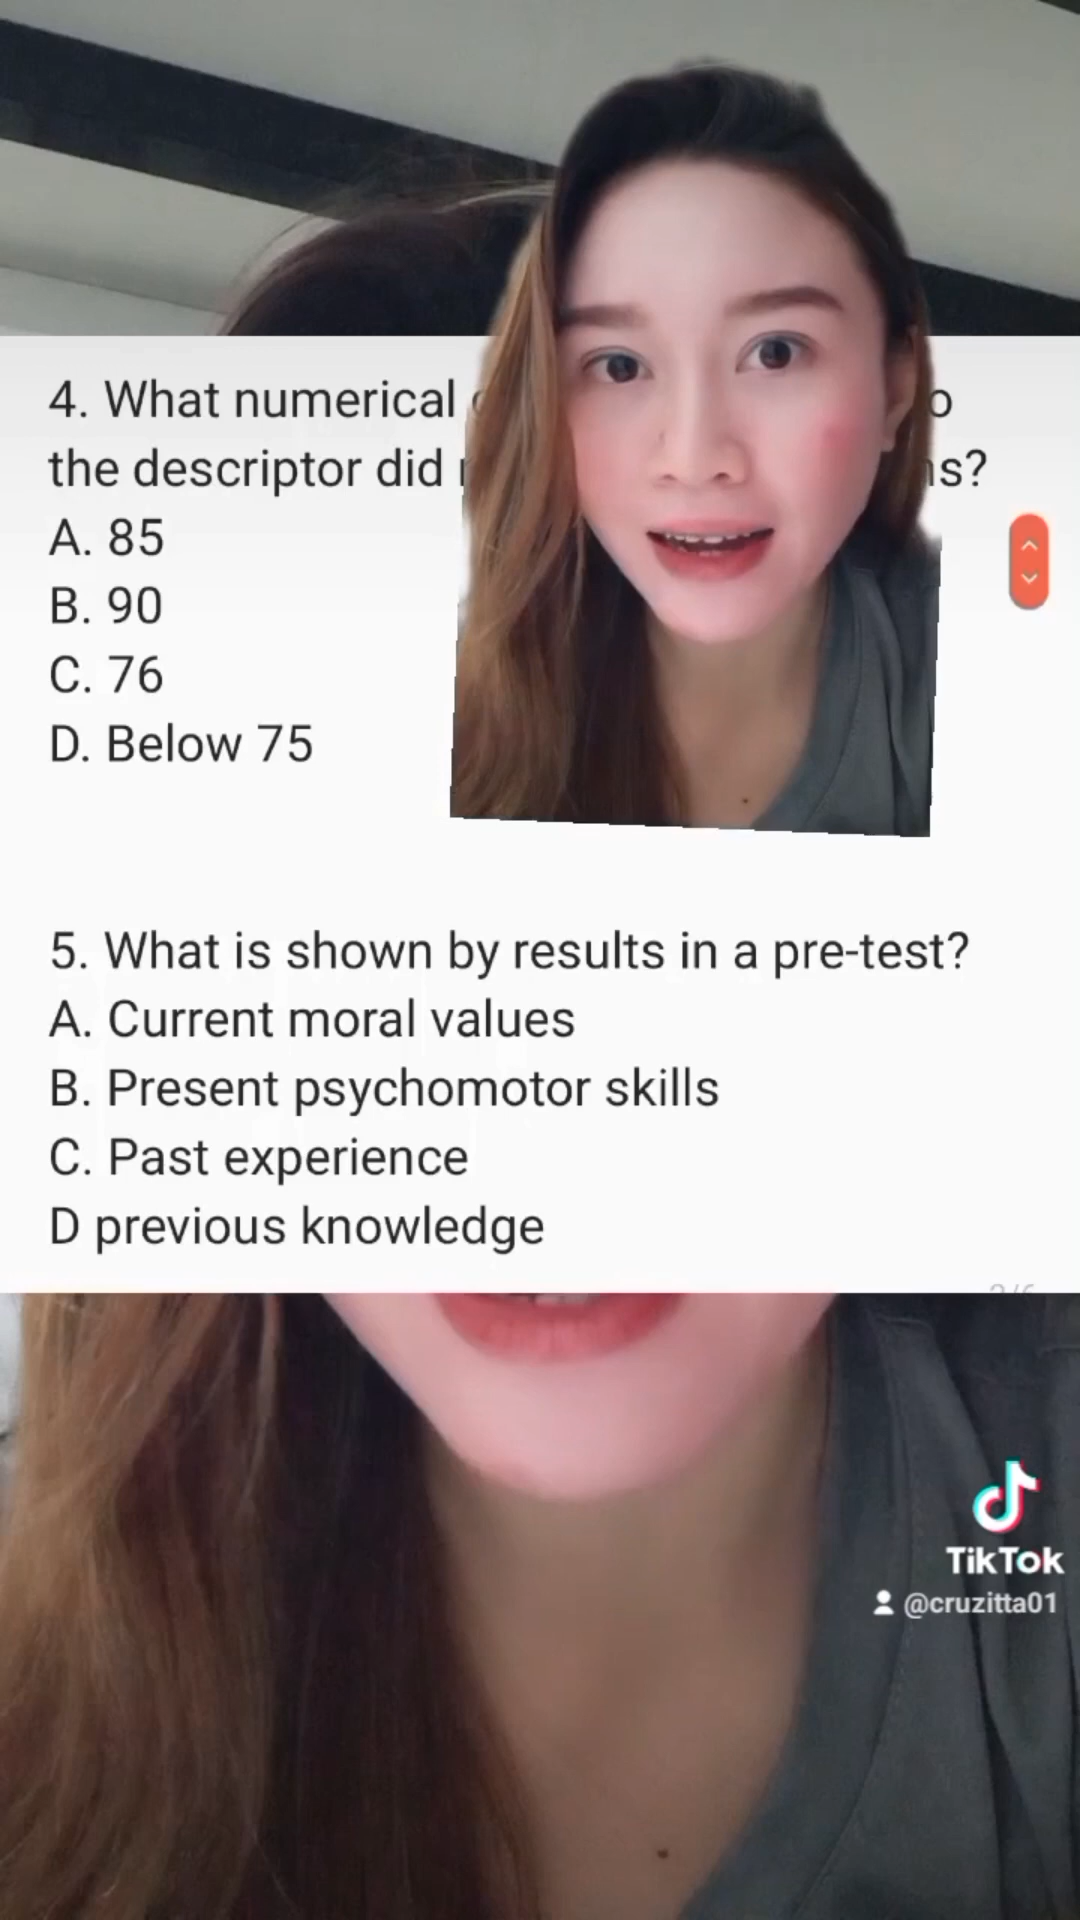 4. What numerical
the descriptor did
A. 85
B. 90
C. 76
D. Below 75
5. What is shown by results in a pre-test?
A. Current moral values
B. Present psychomotor skills
C. Past experience
D previous knowledge
TikTok
@cruzitta01